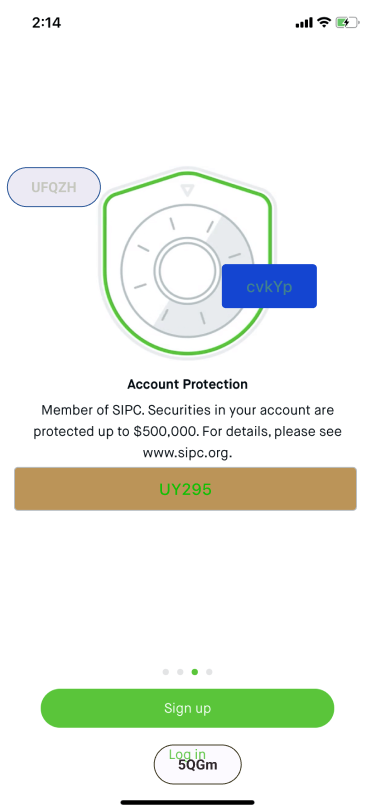 2:14
UFQZH
cvkYp
Account Protection
Member of SIPC. Securities in your account are
protected up to $500,000. For details, please see
www.sipc.org.
UY295
Sign up
Log in
5QGm